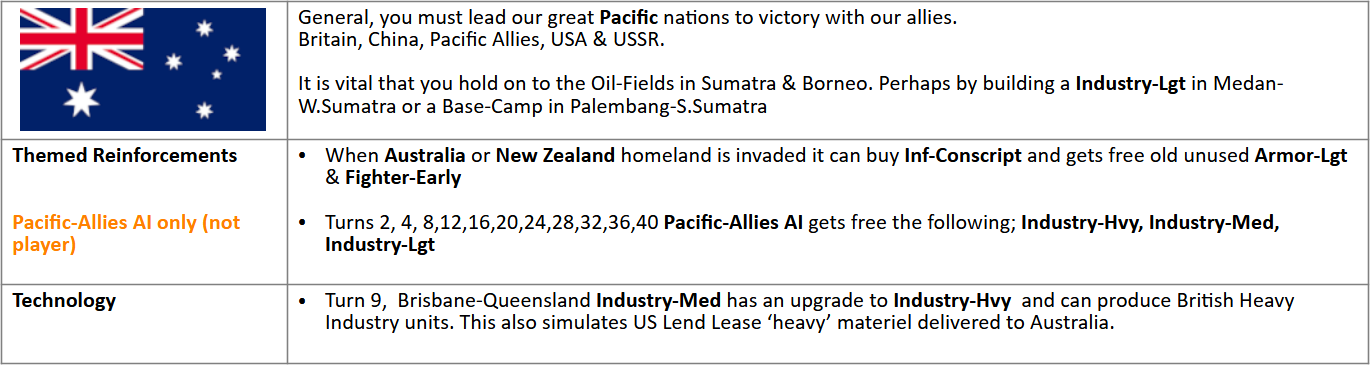 General, you must lead our great Pacific nations to victory with our allies.
Britain, China, Pacific Allies, USA & USSR.
It is vital that you hold on to the Oil-Fields in Sumatra & Borneo. Perhaps by building a Industry-Lgt in Medan-
W.Sumatra or a Base-Camp in Palembang-S.Sumatra
Themed Reinforcements
• When Australia or New Zealand homeland is invaded it can buy Inf-Conscript and gets free old unused Armor-Lgt
& Fighter-Early
Pacific-Allies AI only (not
player)
• Turns 2, 4, 8,12,16,20,24,28,32,36,40 Pacific-Allies AI gets free the following; Industry-Hvy, Industry-Med,
Industry-Lgt
Technology
• Turn 9, Brisbane-Queensland Industry-Med has an upgrade to Industry-Hvy and can produce British Heavy
Industry units. This also simulates US Lend Lease ‘heavy’ materiel delivered to Australia.